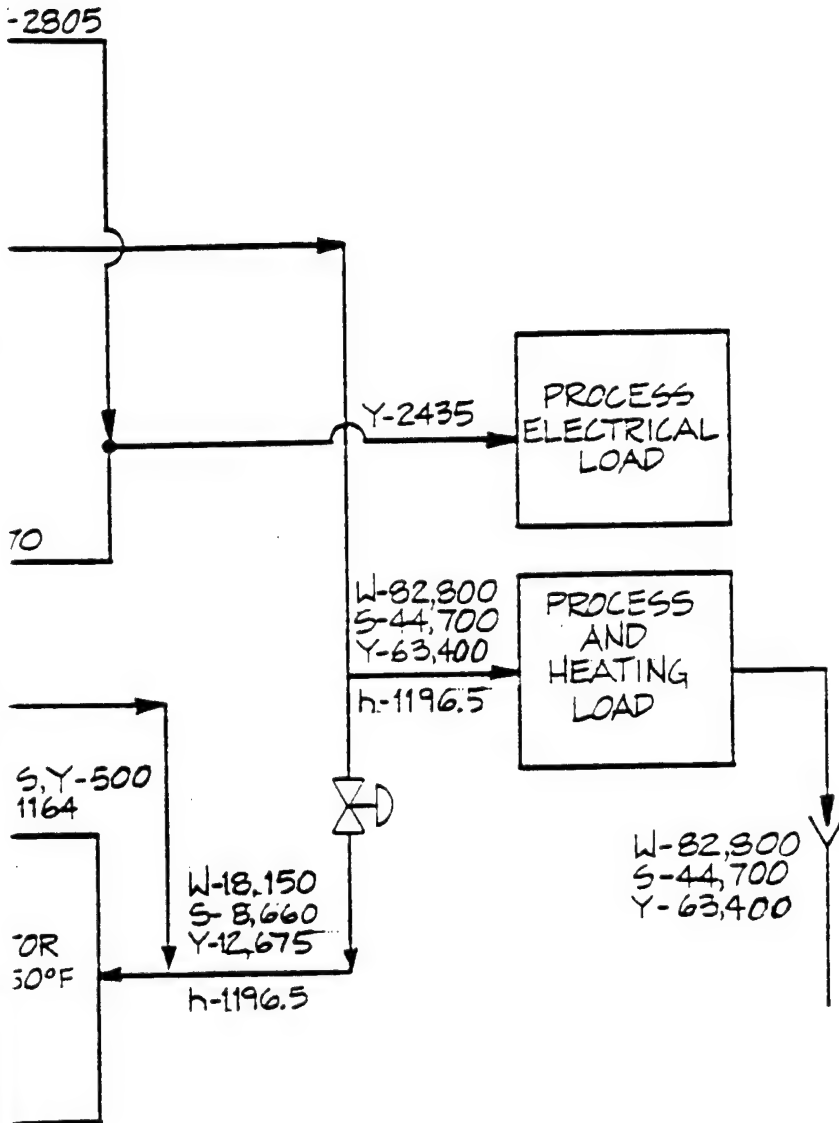 -2805
Y-2435
PROCESS
ELECTRICAL
LOAD
70
W-82,800
S-44,700
Y-63,400
h-1196.5
PROCESS
AND
HEATING
LOAD
S,Y-500
1164
W-18,150
S-8,660
Y-12,675
h-1196.5
W-82,800
S-44,700
Y-63,400
TOR
50°F